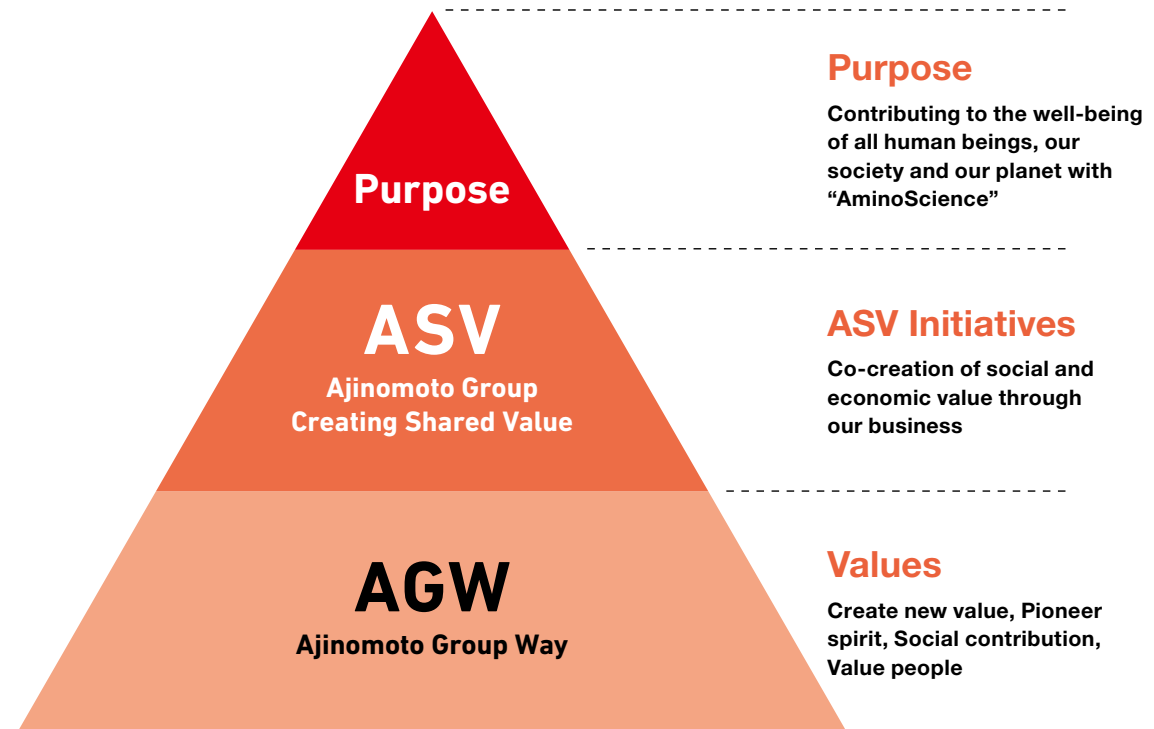 Purpose
Purpose
Contributing to the well-being
of all human beings, our
society and our planet with
“AminoScience”
ASV
Ajinomoto Group
Creating Shared Value
ASV Initiatives
Co-creation of social and
economic value through
our business
AGW
Ajinomoto Group Way
Values
Create new value, Pioneer
spirit, Social contribution,
Value people